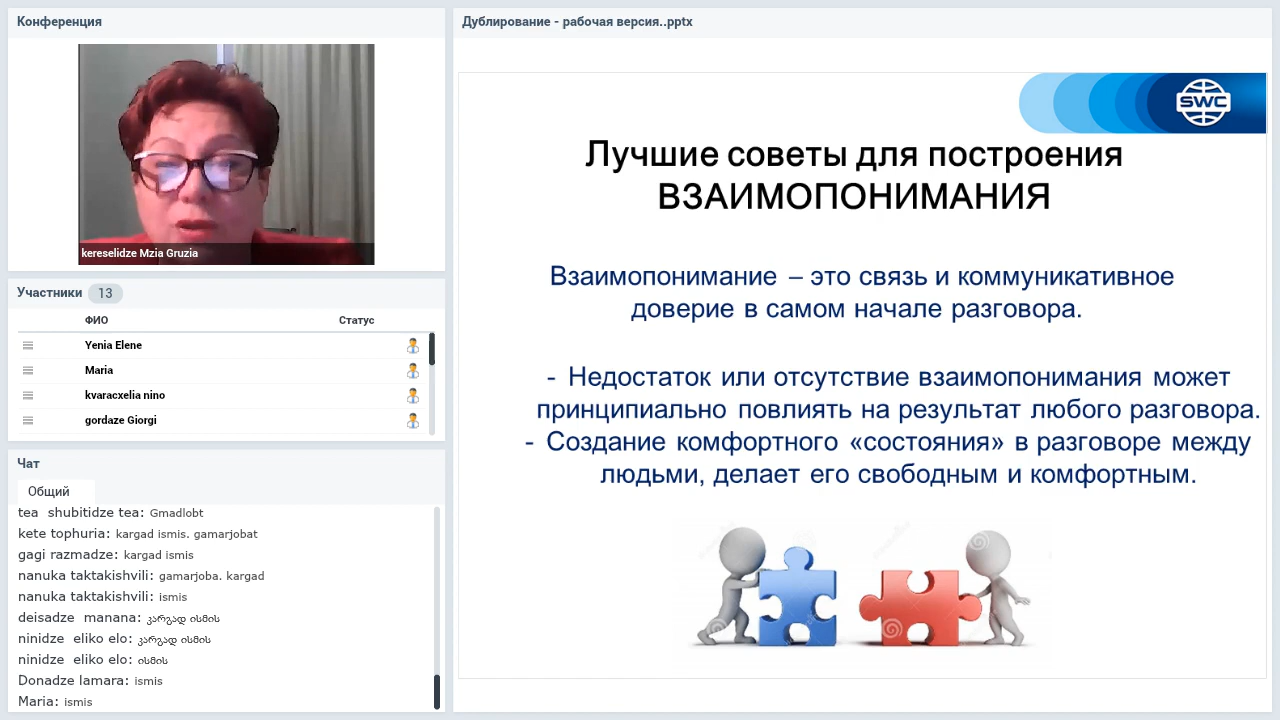 Конференция
kereselidze Mzia Gruzia
Участники 13
ФИО Статус
Yenia Elene
Maria
kvaracxelia nino
gordaze Giorgi
Чат
Общий
tea shubitidze tea: Gmadlobt
kete tophuria: kargad ismis. gamarjobat
gagi razmadze: kargad ismis
nanuka taktakishvili: gamarjoba. kargad
nanuka taktakishvili: ismis
deisadze manana: კარგად ისმის
ninidze eliko elo: კარგად ისმის
ninidze eliko elo: ისმის
Donadze lamara: ismis
Maria: ismis
Дублирование - рабочая версия..pptx
SWC
Лучшие советы для построения
ВЗАИМОПОНИМАНИЯ
Взаимопонимание – это связь и коммуникативное
доверие в самом начале разговора.
- Недостаток или отсутствие взаимопонимания может
принципиально повлиять на результат любого разговора.
- Создание комфортного «состояния» в разговоре между
людьми, делает его свободным и комфортным.